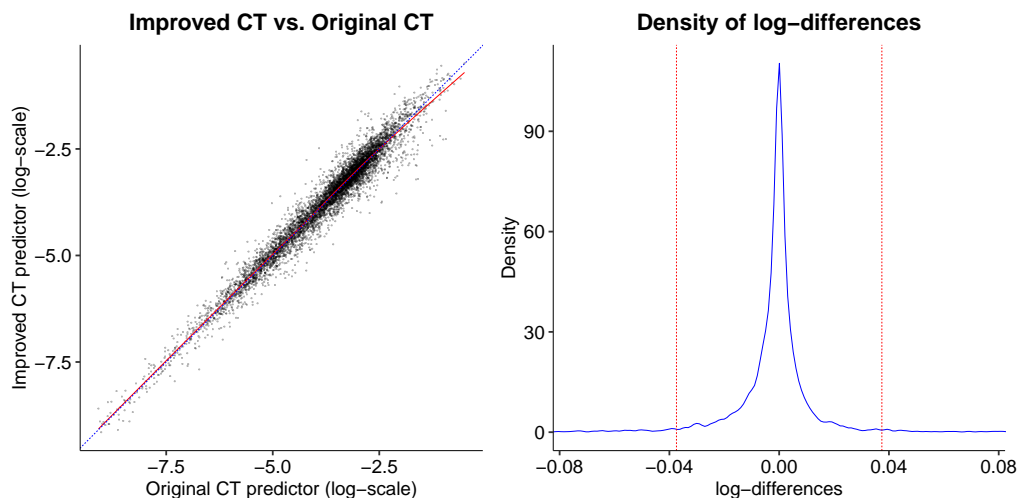 Improved CT vs. Original CT
Improved CT predictor (log−scale)
−2.5
−5.0
−7.5
−7.5 −5.0 −2.5
Original CT predictor (log−scale)
Density of log−differences
Density
90
60
30
0
−0.08 −0.04 0.00 0.04 0.08
log−differences